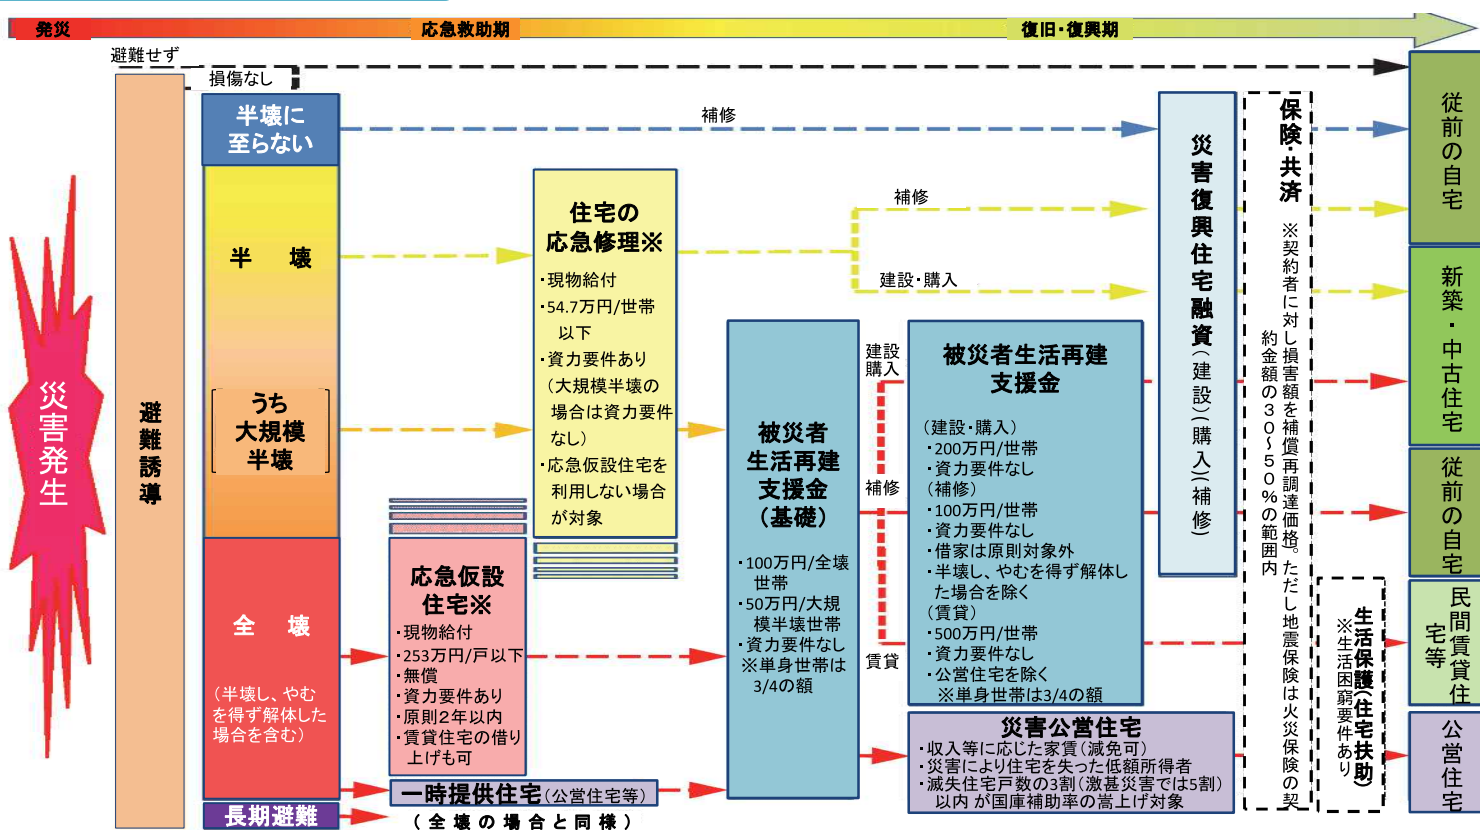 発災
応急救助期
復旧・復興期
避難せず
損傷なし
災害発生
避難誘導
半壊に
至らない
半　壊
うち
大規模
半壊
全　壊
(半壊し、やむ
を得ず解体した
場合を含む)
長期避難
住宅の
応急修理※
・現物給付
・54.7万円/世帯
以下
・資力要件あり
(大規模半壊の
場合は資力要件
なし)
・応急仮設住宅を
利用しない場合
が対象
応急仮設
住宅※
・現物給付
・253万円/戸以下
・無償
・資力要件あり
・原則2年以内
・賃貸住宅の借り
上げも可
一時提供住宅(公営住宅等)
(全壊の場合と同様)
補修
補修
建設・購入
被災者
生活再建
支援金
(基礎)
・100万円/全壊
世帯
・50万円/大規
模半壊世帯
・資力要件なし
※単身世帯は
3/4の額
建設
購入
補修
賃貸
被災者生活再建
支援金
(建設・購入)
・200万円/世帯
・資力要件なし
(補修)
・100万円/世帯
・資力要件なし
・借家は原則対象外
・半壊し、やむを得ず解体し
た場合を除く
(賃貸)
・500万円/世帯
・資力要件なし
・公営住宅を除く
※単身世帯は3/4の額
災害公営住宅
・収入等に応じた家賃(減免可)
・災害により住宅を失った低額所得者
・滅失住宅戸数の3割(激甚災害では5割)
以内 が国庫補助率の嵩上げ対象
災害復興住宅融資(建設)(購入)(補修)
保険・共済　※契約者に対し損害額を補償再調達価格)。ただし地震保険は火災保険の契
約金額の30~50%の範囲内
生活保護(住宅扶助)
※生活困窮要件あり
従前の自宅
新築・中古住宅
従前の自宅
民間賃貸住
宅等
公営住宅